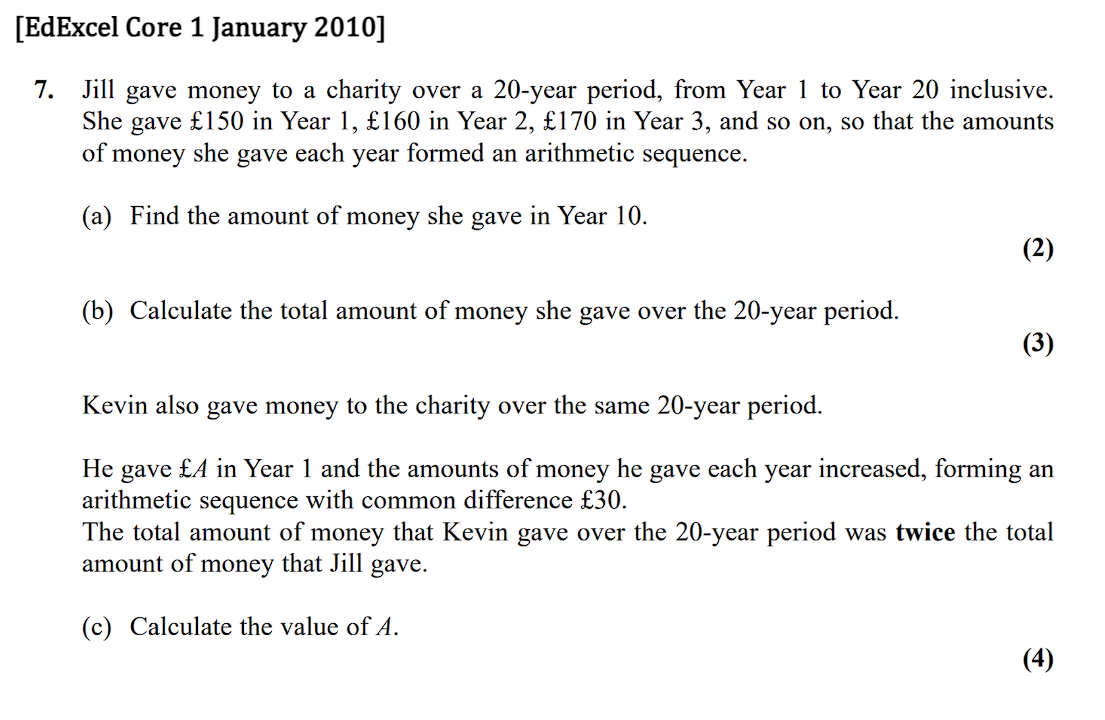 [EdExcel Core 1 January 2010]
7. Jill gave money to a charity over a 20-year period, from Year 1 to Year 20 inclusive.
She gave £150 in Year 1, £160 in Year 2, £170 in Year 3, and so on, so that the amounts
of money she gave each year formed an arithmetic sequence.
(a) Find the amount of money she gave in Year 10.
(2)
(b) Calculate the total amount of money she gave over the 20-year period.
(3)
Kevin also gave money to the charity over the same 20-year period.
He gave £A in Year 1 and the amounts of money he gave each year increased, forming an
arithmetic sequence with common difference £30.
The total amount of money that Kevin gave over the 20-year period was twice the total
amount of money that Jill gave.
(c) Calculate the value of A.
(4)